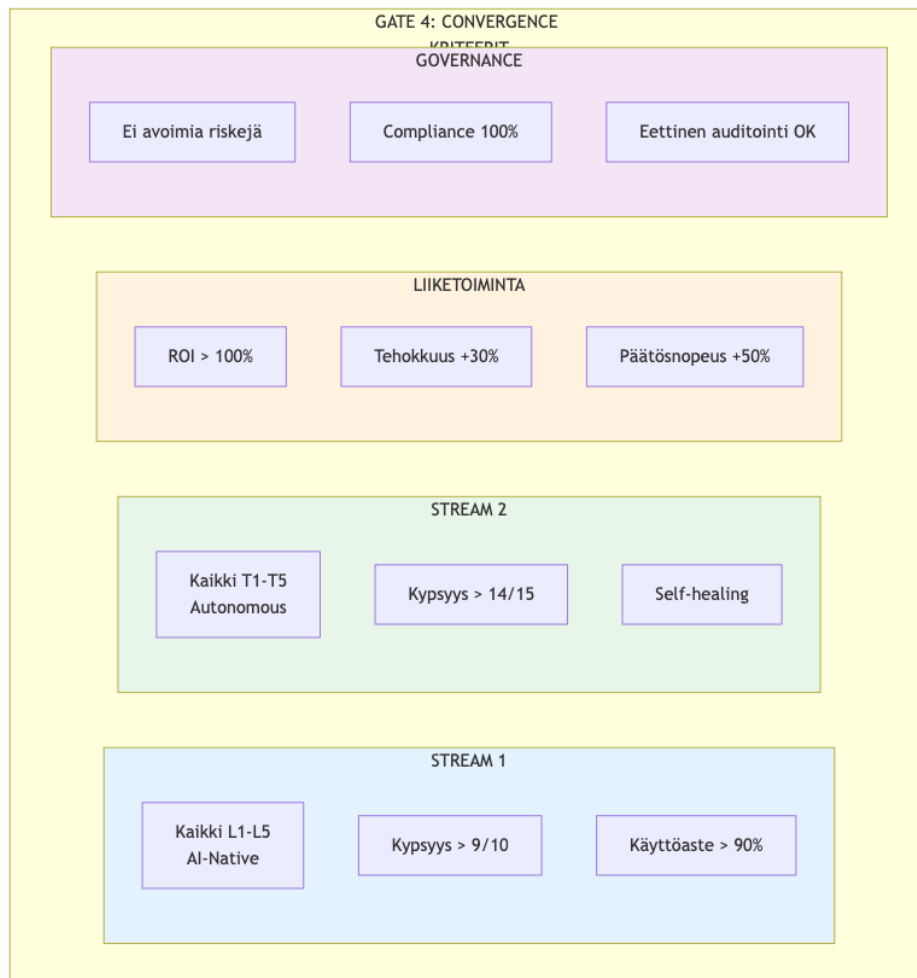 GATE 4: CONVERGENCE
KRITEERIT
GOVERNANCE
Ei avoimia riskejä
Compliance 100%
Eettinen auditointi OK
LIIKETOIMINTA
ROI > 100%
Tehokkuus +30%
Päätösnopeus +50%
STREAM 2
Kaikki T1-T5
Autonomous
Kypsyys > 14/15
Self-healing
STREAM 1
Kaikki L1-L5
AI-Native
Kypsyys > 9/10
Käyttöaste > 90%